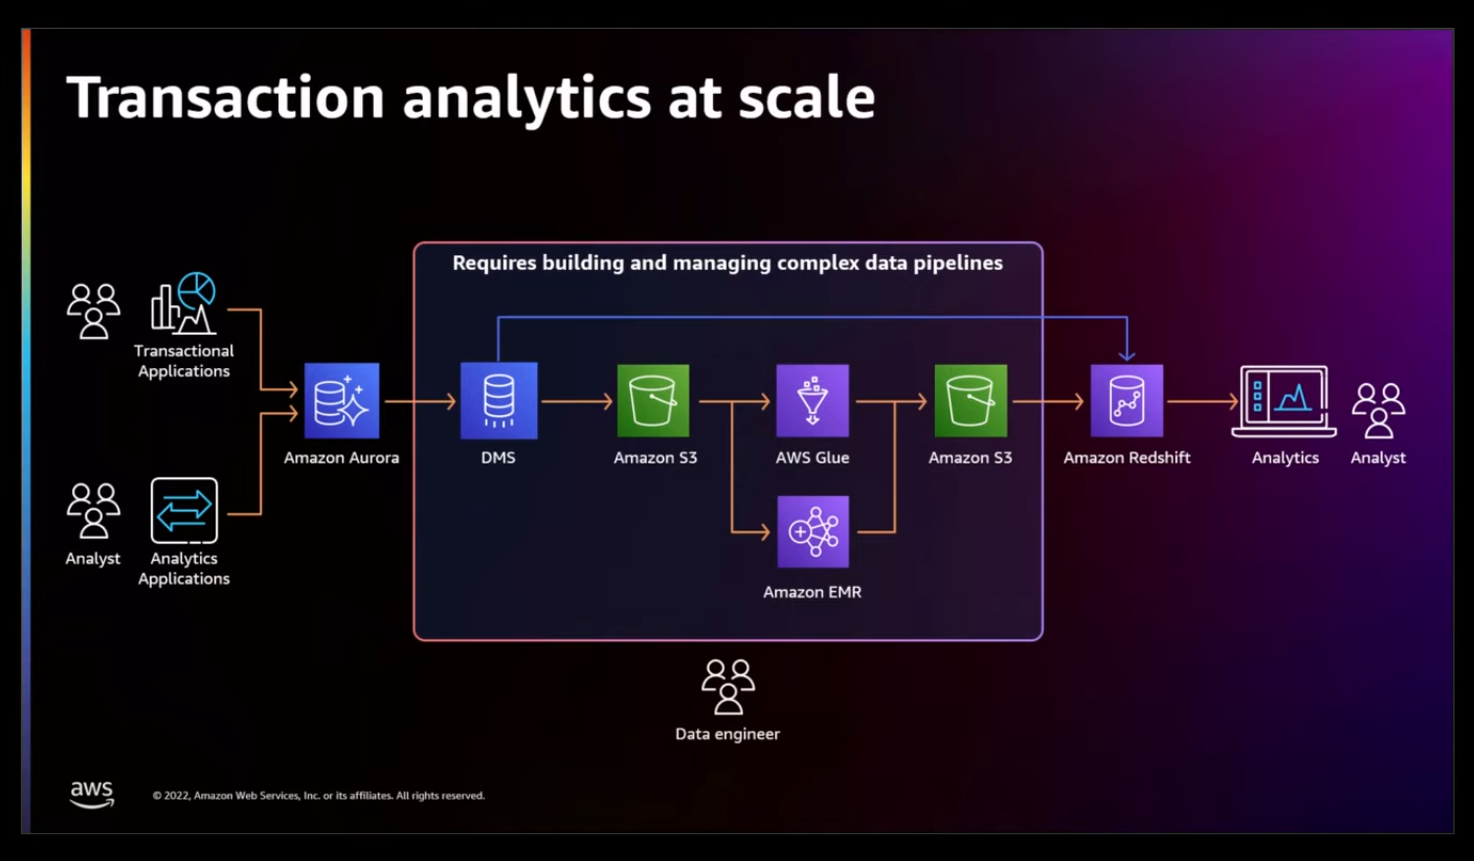 Transaction analytics at scale
Requires building and managing complex data pipelines
Transactional
Applications
Amazon Aurora
DMS
Amazon S3
AWS Glue
Amazon S3
Amazon Redshift
Analytics
Analyst
Analyst
Analytics
Applications
Amazon EMR
Data engineer
aws
© 2022, Amazon Web Services, Inc. or its affiliates. All rights reserved.